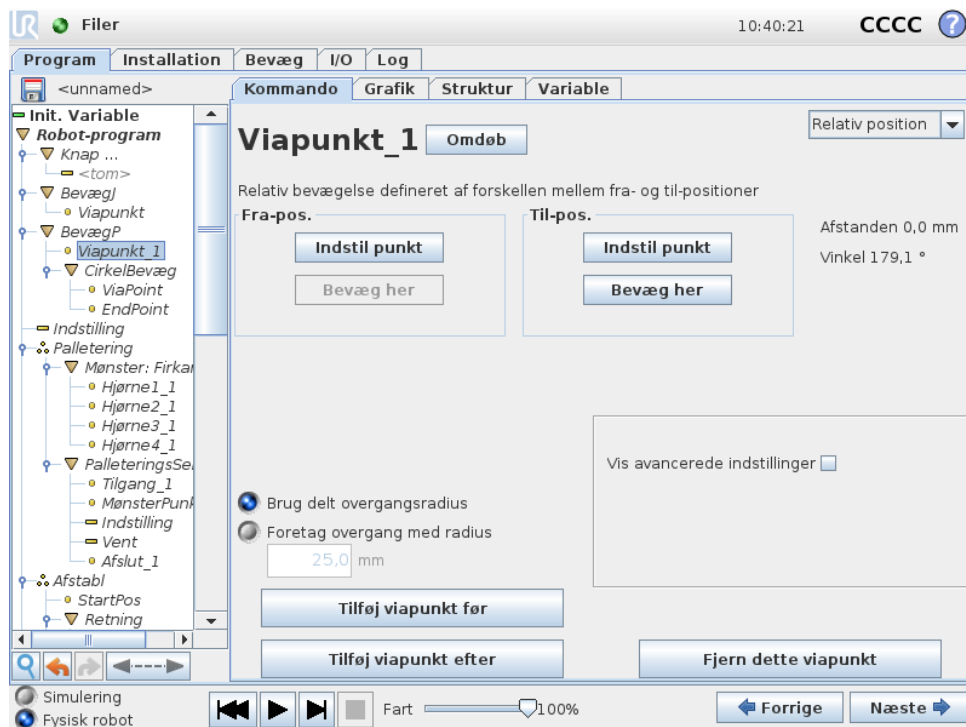 UR Filer 10:40:21 CCCC ?
Program Installation Bevæg I/O Log
<unnamed> Kommando Grafik Struktur Variable
Init. Variable
Robot-program
Knap ...
<tom>
BevægJ
Viapunkt
BevægP
Viapunkt_1
CirkelBevæg
ViaPoint
EndPoint
Indstilling
Palletering
Mønster: Firkar
Hjørne1_1
Hjørne2_1
Hjørne3_1
Hjørne4_1
PalleteringsSe
Tilgang_1
MønsterPunk
Indstilling
Vent
Afslut_1
Afstabl
StartPos
Retning
Viapunkt_1 Omdøb Relativ position
Relativ bevægelse defineret af forskellen mellem fra- og til-positioner
Fra-pos.
Indstil punkt
Bevæg her
Til-pos.
Indstil punkt
Bevæg her
Afstanden 0,0 mm
Vinkel 179,1 °
Vis avancerede indstillinger
Brug delt overgangsradius
Foretag overgang med radius
25,0 mm
Tilføj viapunkt før
Tilføj viapunkt efter Fjern dette viapunkt
Simulering
Fysisk robot
Fart 100% Forrige Næste